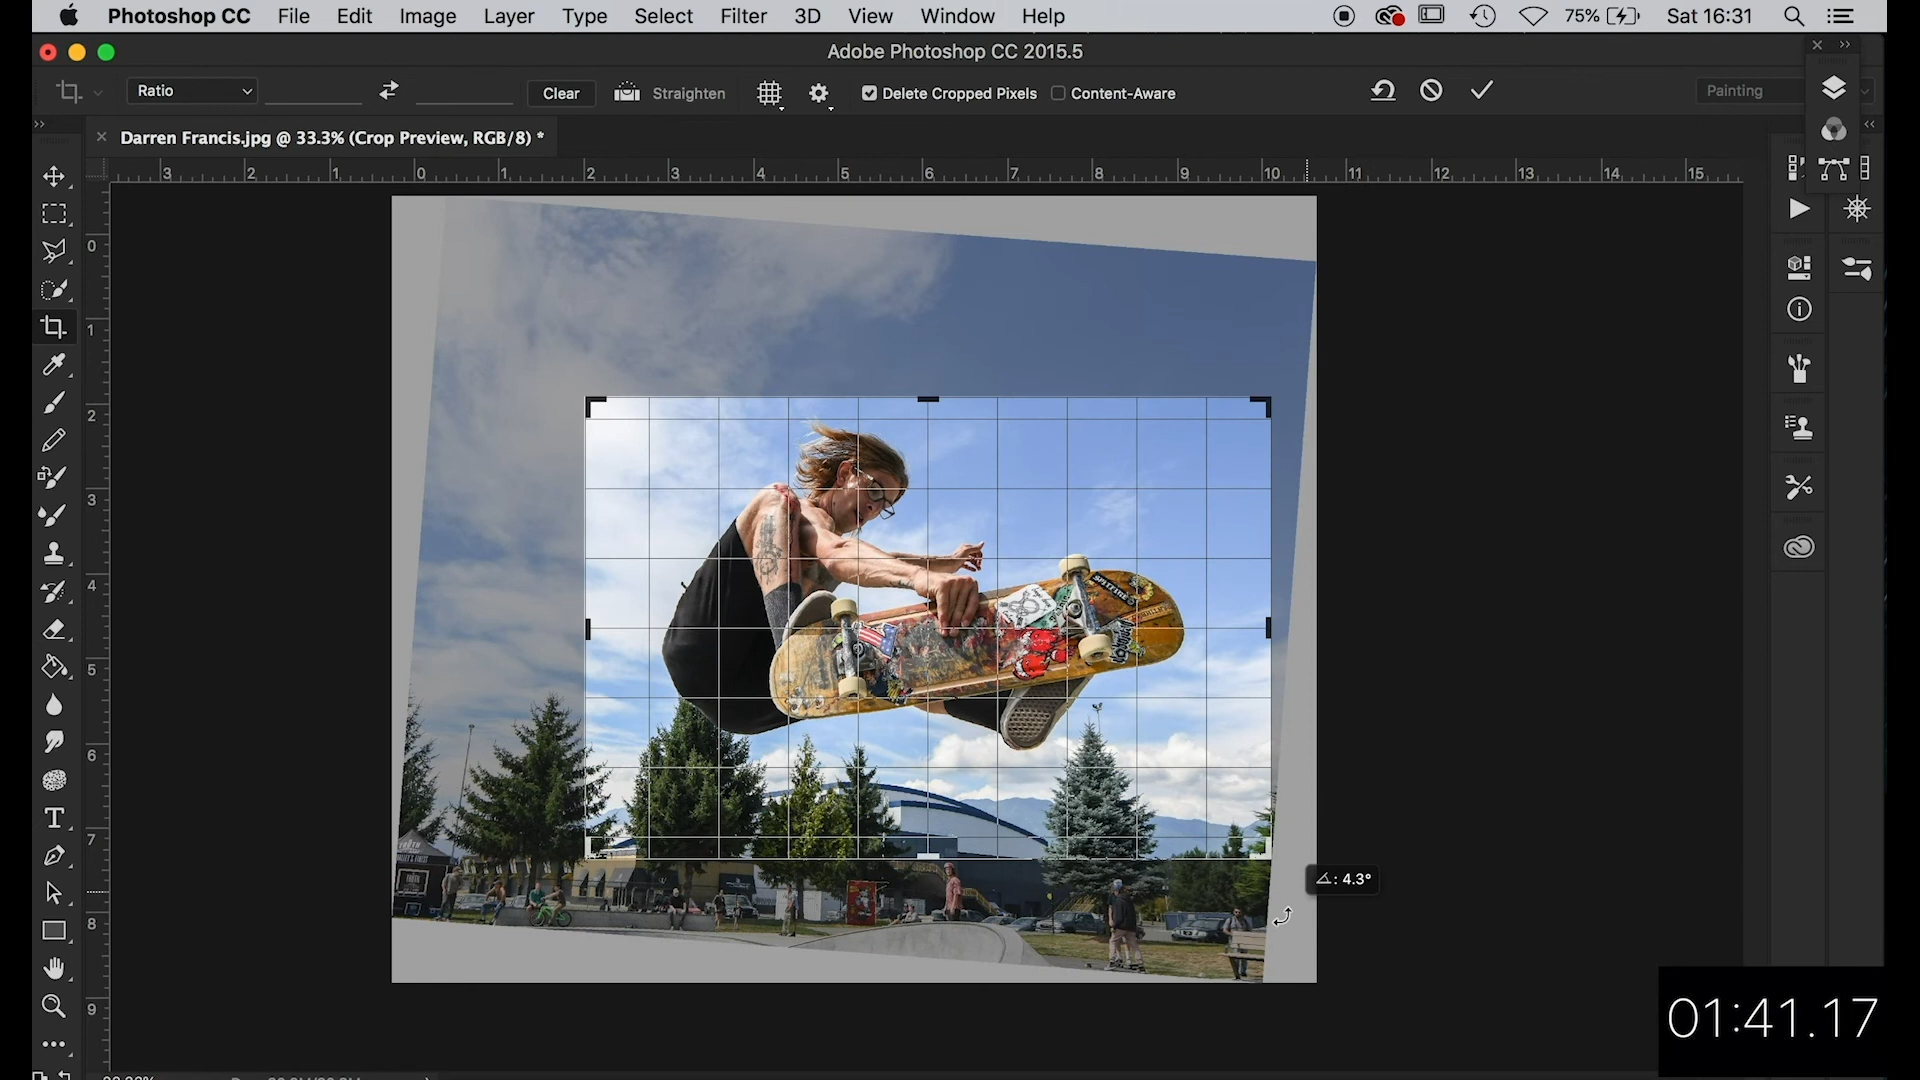 Photoshop CC File Edit Image Layer Type Select Filter 3D View Window Help 75% Sat 16:31
Adobe Photoshop CC 2015.5
Ratio Clear Straighten Delete Cropped Pixels Content-Aware Painting
Darren Francis.jpg @ 33.3% (Crop Preview, RGB/8) *
3 2 1 0 1 2 3 4 5 6 7 8 9 10 11 12 13 14 15
0
1
2
3
4
5
6
7
8
9
SPITFIRE
∠: 4.3°
01:41.17